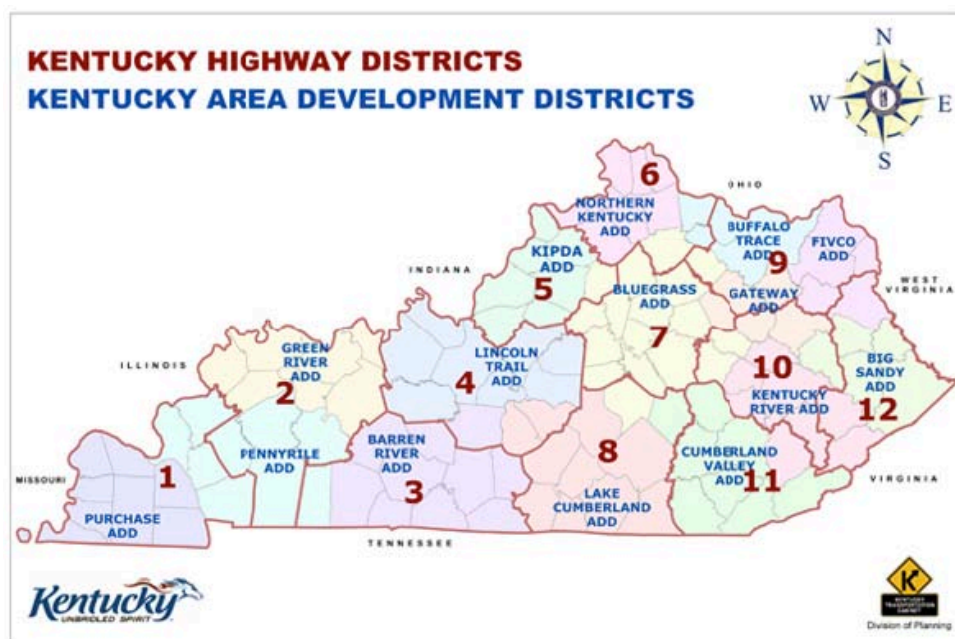 KENTUCKY HIGHWAY DISTRICTS
KENTUCKY AREA DEVELOPMENT DISTRICTS
N
W
E
S
6
OHIO
NORTHERN
KENTUCKY
ADD
BUFFALO
TRACE
ADD
9
FIVCO
ADD
KIPDA
ADD
5
INDIANA
WEST
VIRGINIA
BLUEGRASS
ADD
7
GATEWAY
ADD
ILLINOIS
GREEN
RIVER
ADD
2
LINCOLN
TRAIL
ADD
4
10
KENTUCKY
RIVER ADD
BIG
SANDY
ADD
12
PENNYRILE
ADD
BARREN
RIVER
ADD
3
8
LAKE
CUMBERLAND
ADD
CUMBERLAND
VALLEY
ADD
11
VIRGINIA
MISSOURI
1
PURCHASE
ADD
TENNESSEE
Kentucky
UNBRIDLED SPIRIT
KENTUCKY
TRANSPORTATION
CABINET
Division of Planning